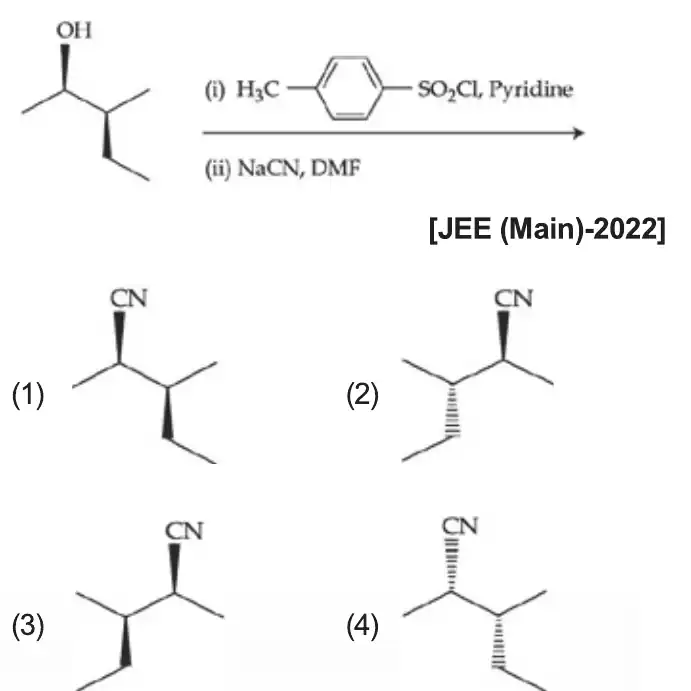 OH
(i) H₃C SO₂Cl, Pyridine
(ii) NaCN, DMF
[JEE (Main)-2022]
CN CN
(1) (2)
CN CN
(3) (4)